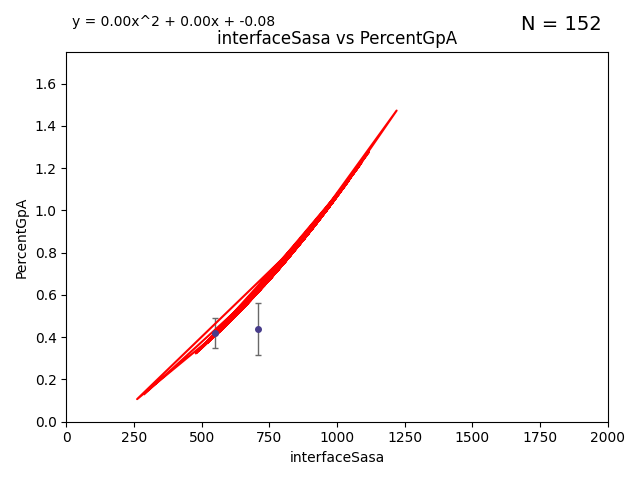 y = 0.00x^2 + 0.00x + -0.08
N = 152
interfaceSasa vs PercentGpA
PercentGpA
1.6
1.4
1.2
1.0
0.8
0.6
0.4
0.2
0.0
0 250 500 750 1000 1250 1500 1750 2000
interfaceSasa